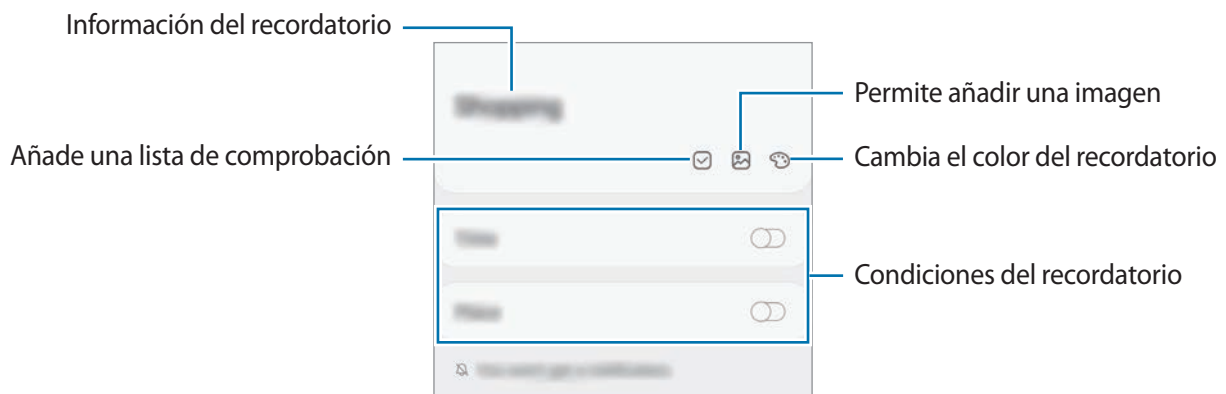 Información del recordatorio
Shopping
Permite añadir una imagen
Añade una lista de comprobación
Cambia el color del recordatorio
Condiciones del recordatorio